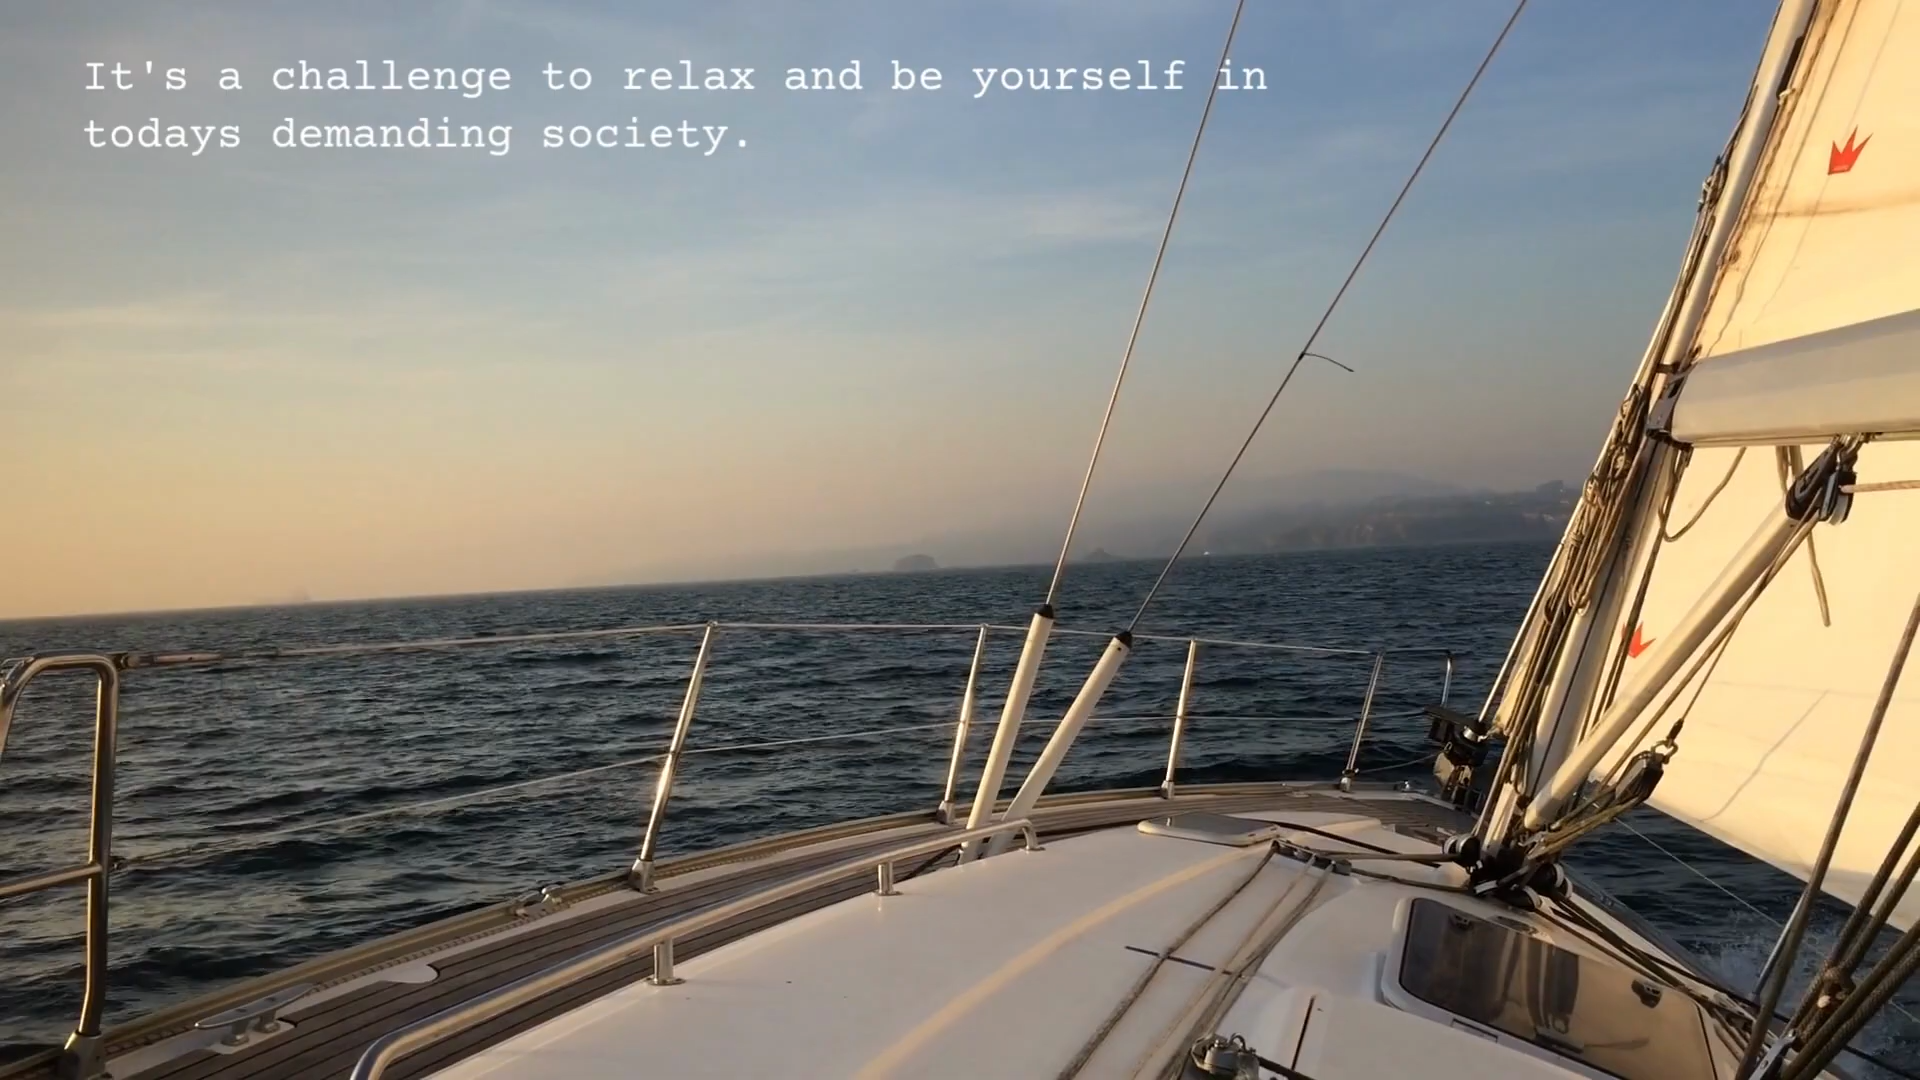 It's a challenge to relax and be yourself in
todays demanding society.